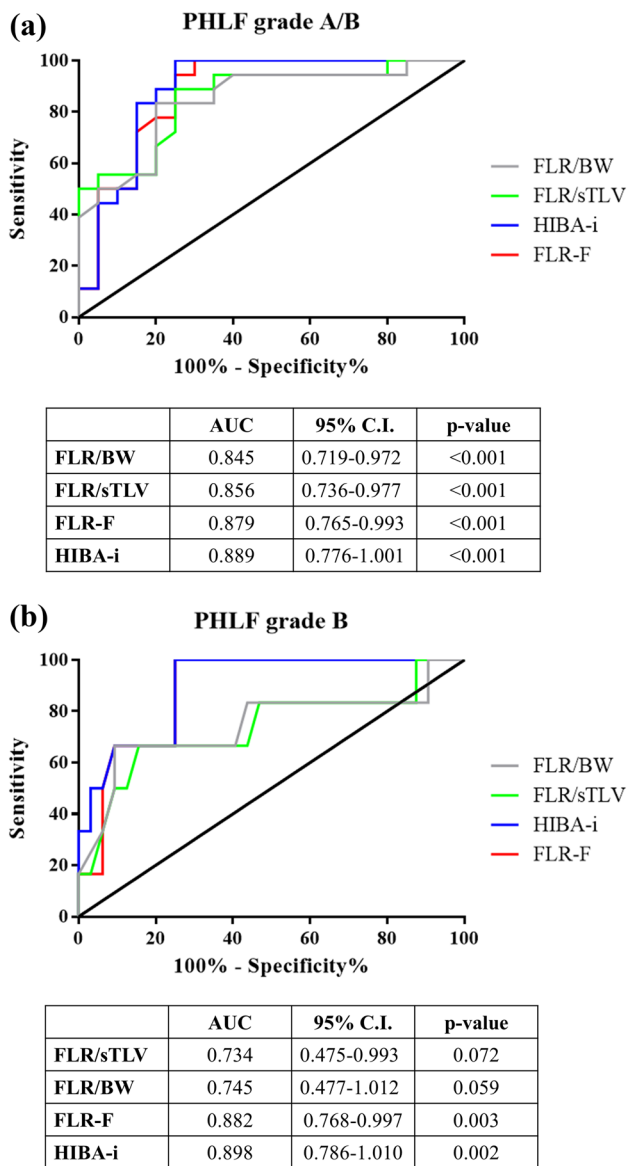 (a)
PHLF grade A/B
Sensitivity
100
80
60
40
20
0
0 20 40 60 80 100
100% - Specificity%
FLR/BW
FLR/sTLV
HIBA-i
FLR-F
AUC 95% C.I. p-value
FLR/BW 0.845 0.719-0.972 <0.001
FLR/sTLV 0.856 0.736-0.977 <0.001
FLR-F 0.879 0.765-0.993 <0.001
HIBA-i 0.889 0.776-1.001 <0.001
(b)
PHLF grade B
Sensitivity
100
80
60
40
20
0
0 20 40 60 80 100
100% - Specificity%
FLR/BW
FLR/sTLV
HIBA-i
FLR-F
AUC 95% C.I. p-value
FLR/sTLV 0.734 0.475-0.993 0.072
FLR/BW 0.745 0.477-1.012 0.059
FLR-F 0.882 0.768-0.997 0.003
HIBA-i 0.898 0.786-1.010 0.002